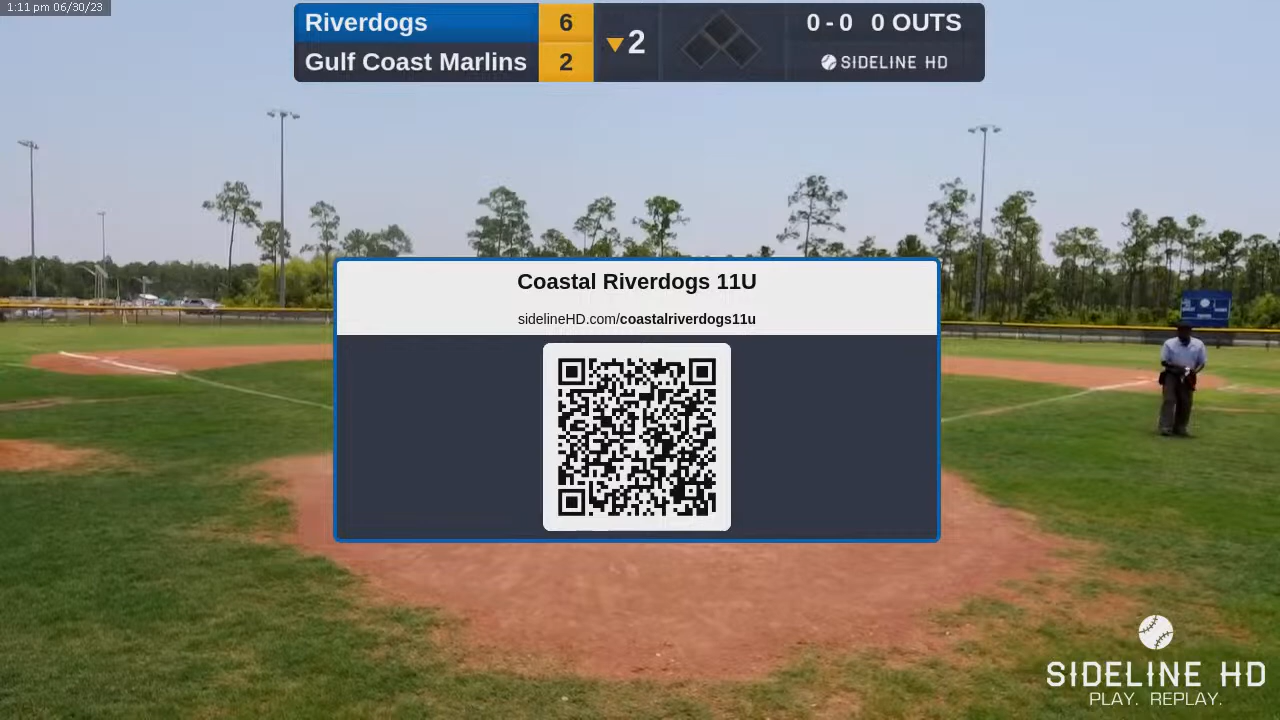 1:11 pm 06/30/23
Riverdogs 6
Gulf Coast Marlins 2
2
0 - 0 0 OUTS
SIDELINE HD
Coastal Riverdogs 11U
sidelineHD.com/coastalriverdogs11u
SIDELINE HD
PLAY. REPLAY.